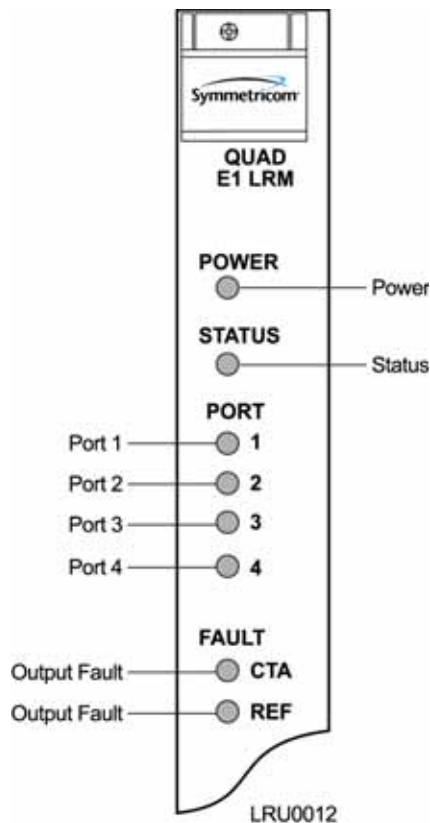 Symmetricom
QUAD
E1 LRM
POWER
Power
STATUS
Status
PORT
Port 1 1
Port 2 2
Port 3 3
Port 4 4
FAULT
Output Fault CTA
Output Fault REF
LRU0012